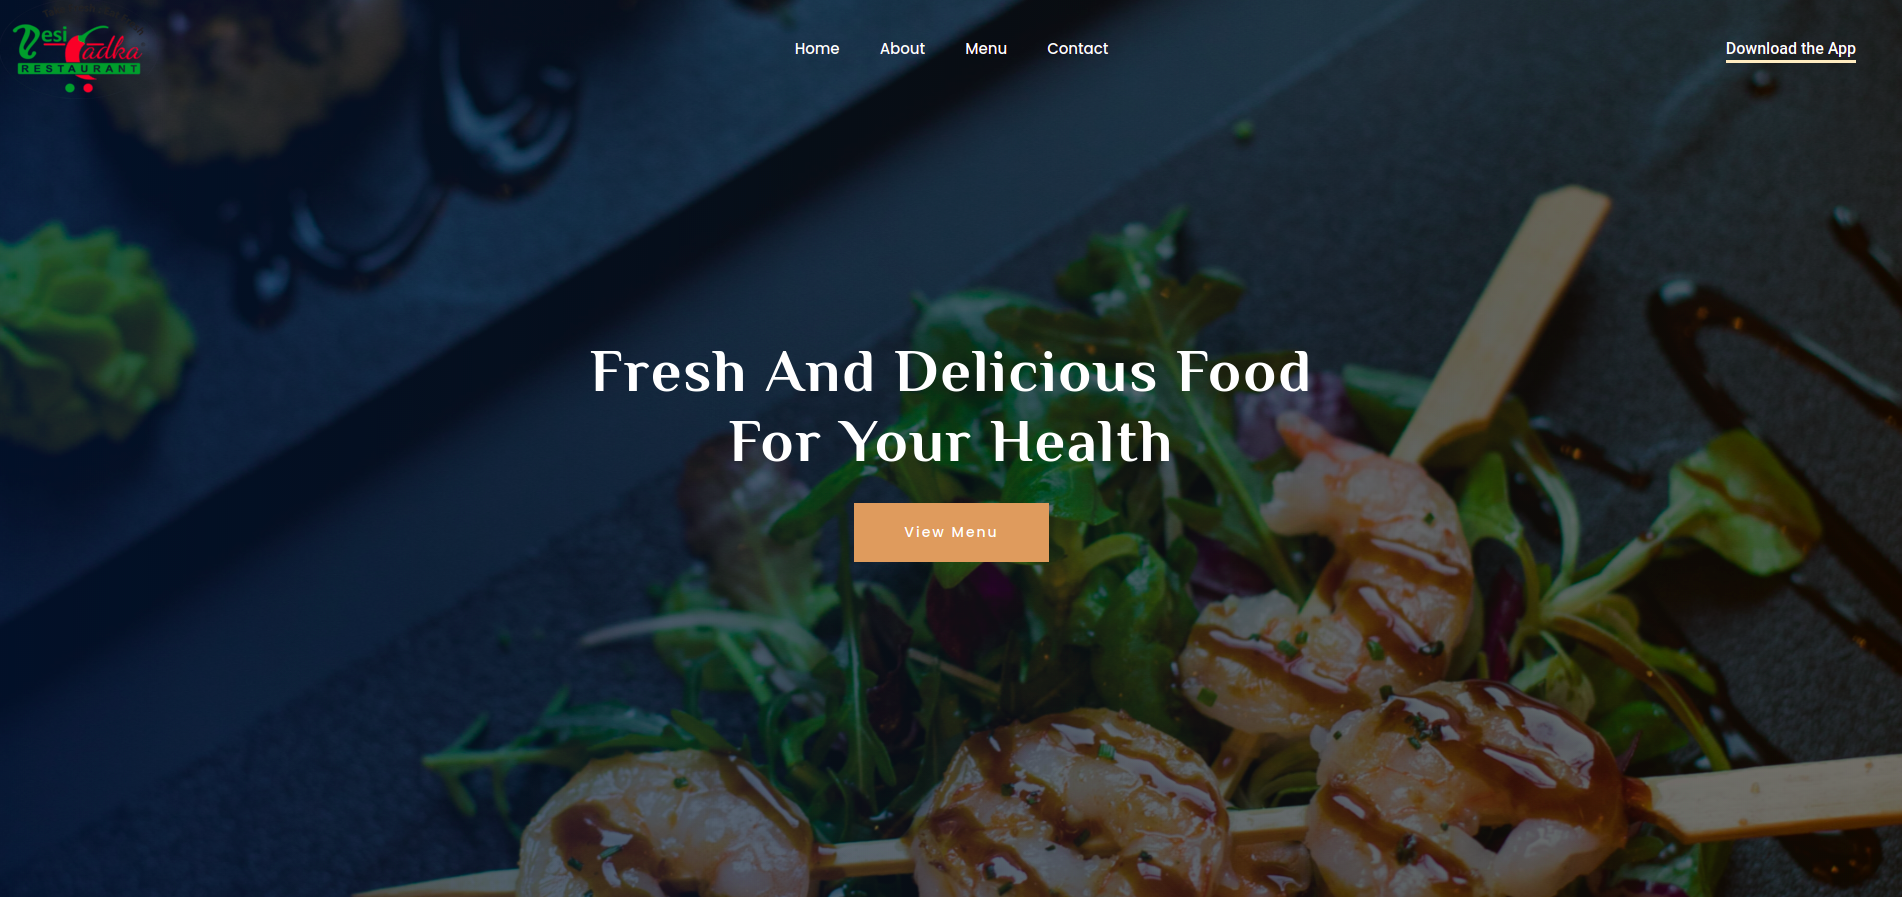 Desi Tadka
RESTAURANT
Home
About
Menu
Contact
Download the App
Fresh And Delicious Food
For Your Health
View Menu